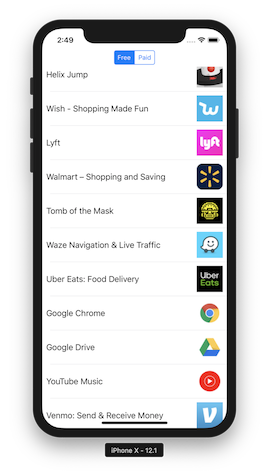 2:49
Free Paid
Helix Jump
Wish - Shopping Made Fun
Lyft
lyft
Walmart – Shopping and Saving
Tomb of the Mask
Waze Navigation & Live Traffic
Uber Eats: Food Delivery
Uber
Eats
Google Chrome
Google Drive
YouTube Music
Venmo: Send & Receive Money
iPhone X - 12.1